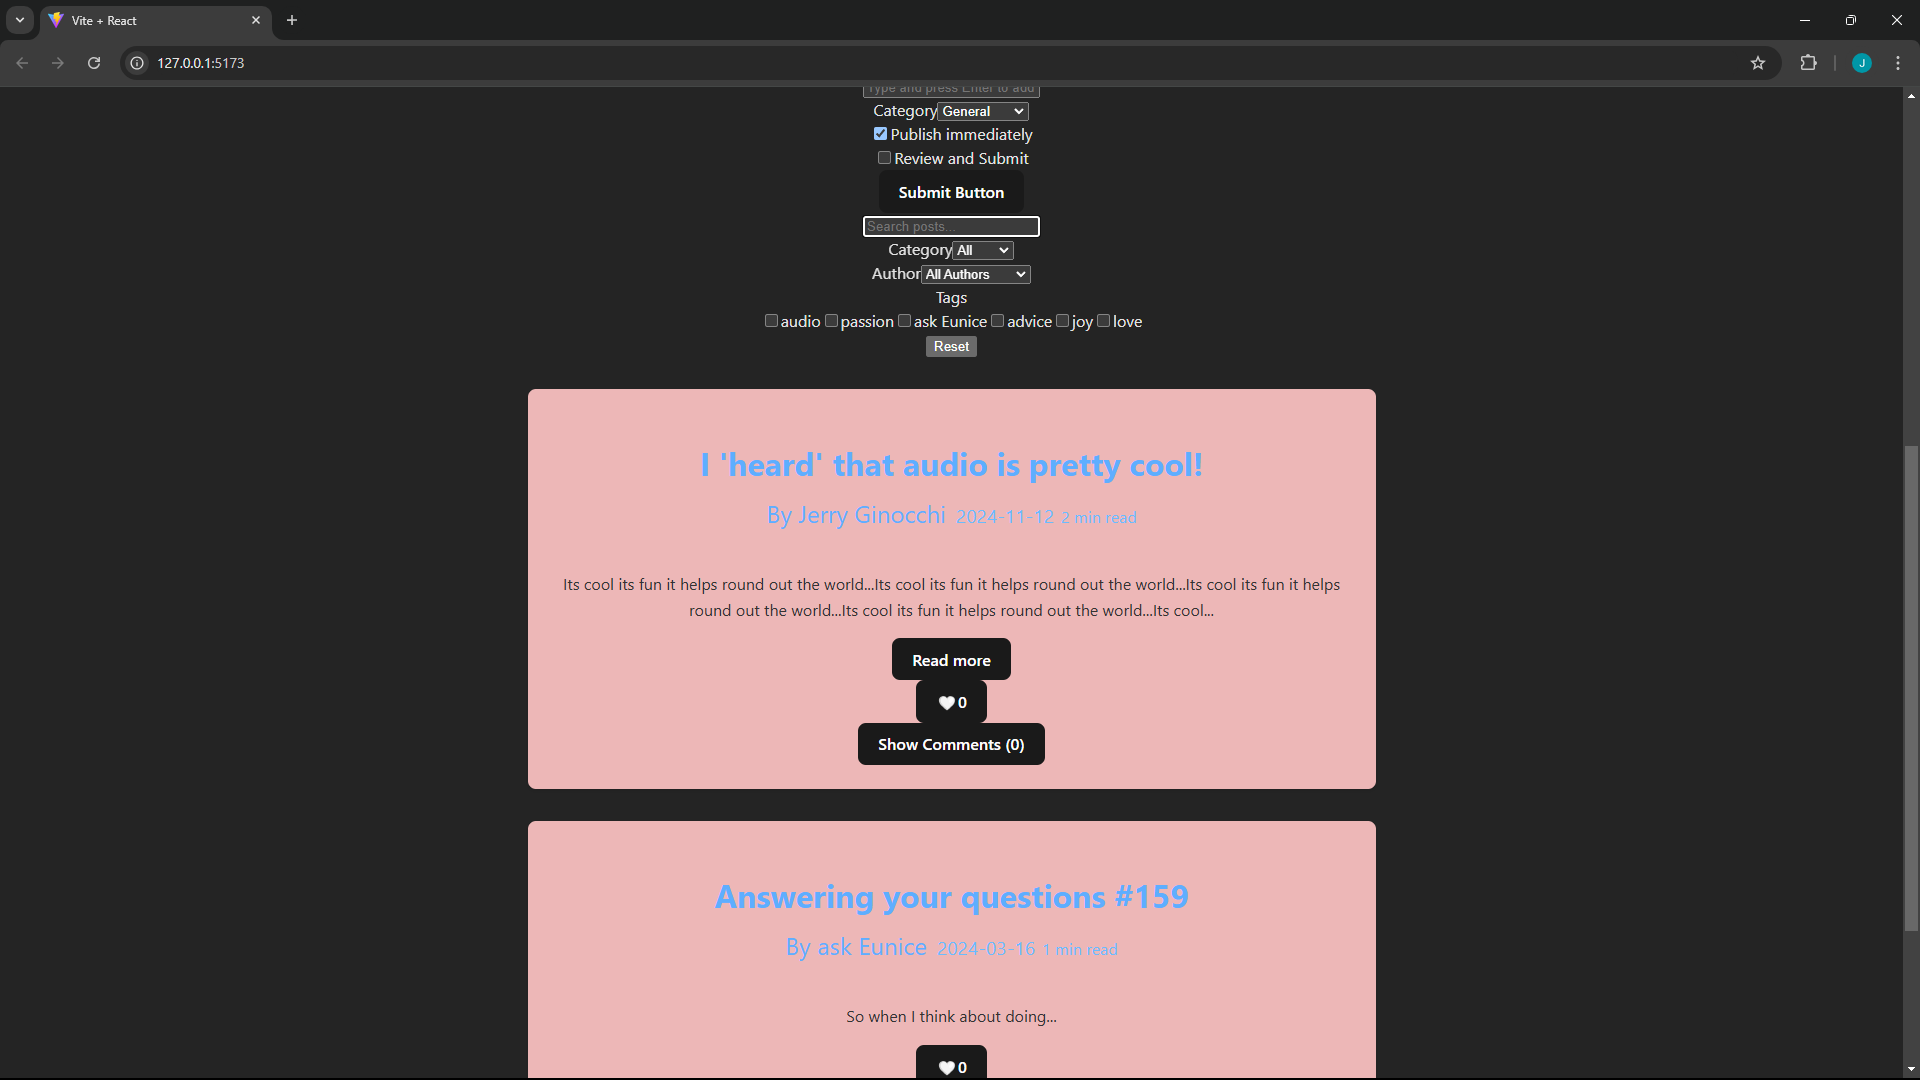 Vite + React
127.0.0.1:5173
J
Type and press Enter to add
Category General
Publish immediately
Review and Submit
Submit Button
Search posts...
Category All
Author All Authors
Tags
audio passion ask Eunice advice joy love
Reset
I 'heard' that audio is pretty cool!
By Jerry Ginocchi 2024-11-12 2 min read
Its cool its fun it helps round out the world...Its cool its fun it helps round out the world...Its cool its fun it helps
round out the world...Its cool its fun it helps round out the world...Its cool...
Read more
🤍 0
Show Comments (0)
Answering your questions #159
By ask Eunice 2024-03-16 1 min read
So when I think about doing...
🤍 0